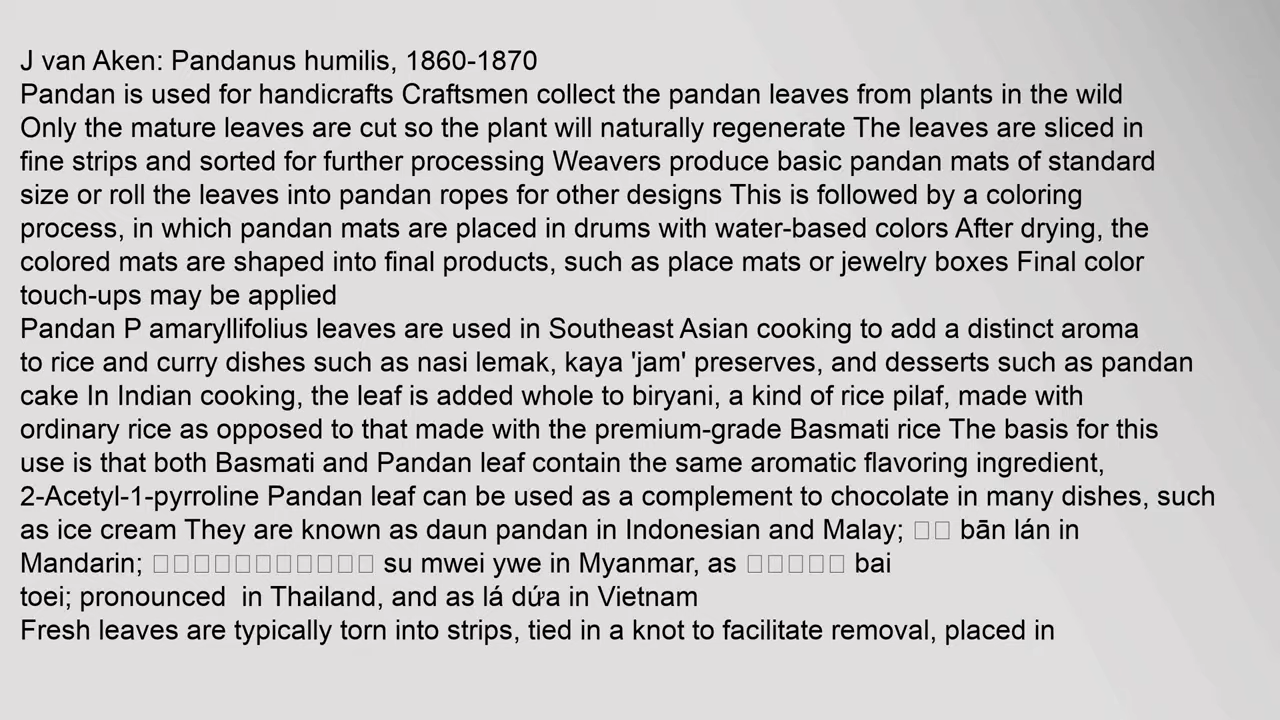 J van Aken: Pandanus humilis, 1860-1870
Pandan is used for handicrafts Craftsmen collect the pandan leaves from plants in the wild
Only the mature leaves are cut so the plant will naturally regenerate The leaves are sliced in
fine strips and sorted for further processing Weavers produce basic pandan mats of standard
size or roll the leaves into pandan ropes for other designs This is followed by a coloring
process, in which pandan mats are placed in drums with water-based colors After drying, the
colored mats are shaped into final products, such as place mats or jewelry boxes Final color
touch-ups may be applied
Pandan P amaryllifolius leaves are used in Southeast Asian cooking to add a distinct aroma
to rice and curry dishes such as nasi lemak, kaya 'jam' preserves, and desserts such as pandan
cake In Indian cooking, the leaf is added whole to biryani, a kind of rice pilaf, made with
ordinary rice as opposed to that made with the premium-grade Basmati rice The basis for this
use is that both Basmati and Pandan leaf contain the same aromatic flavoring ingredient,
2-Acetyl-1-pyrroline Pandan leaf can be used as a complement to chocolate in many dishes, such
as ice cream They are known as daun pandan in Indonesian and Malay; bān lán in
Mandarin; su mwei ywe in Myanmar, as bai
toei; pronounced in Thailand, and as lá dứa in Vietnam
Fresh leaves are typically torn into strips, tied in a knot to facilitate removal, placed in